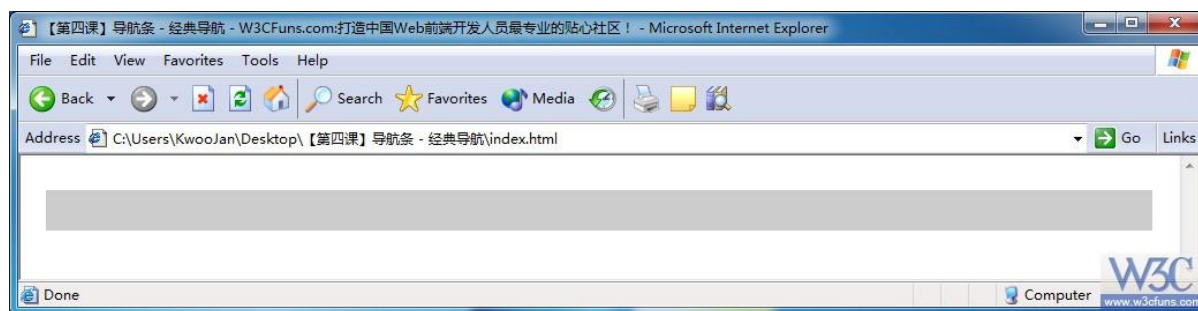 【第四课】导航条 - 经典导航 - W3CFuns.com:打造中国Web前端开发人员最专业的贴心社区！ - Microsoft Internet Explorer
File Edit View Favorites Tools Help
Back Search Favorites Media
Address C:\Users\KwooJan\Desktop\【第四课】导航条 - 经典导航\index.html Go Links
W3C
Done Computer www.w3cfuns.com